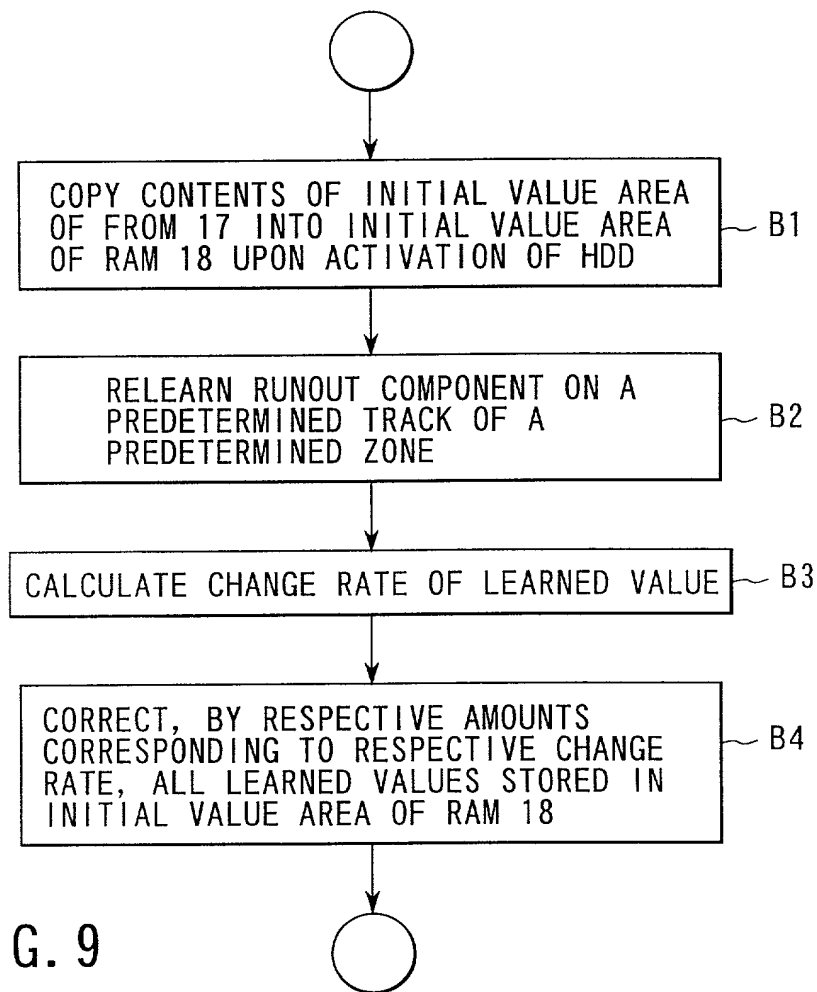 COPY CONTENTS OF INITIAL VALUE AREA
OF FROM 17 INTO INITIAL VALUE AREA
OF RAM 18 UPON ACTIVATION OF HDD
B1
RELEARN RUNOUT COMPONENT ON A
PREDETERMINED TRACK OF A
PREDETERMINED ZONE
B2
CALCULATE CHANGE RATE OF LEARNED VALUE
B3
CORRECT, BY RESPECTIVE AMOUNTS
CORRESPONDING TO RESPECTIVE CHANGE
RATE, ALL LEARNED VALUES STORED IN
INITIAL VALUE AREA OF RAM 18
B4
G. 9